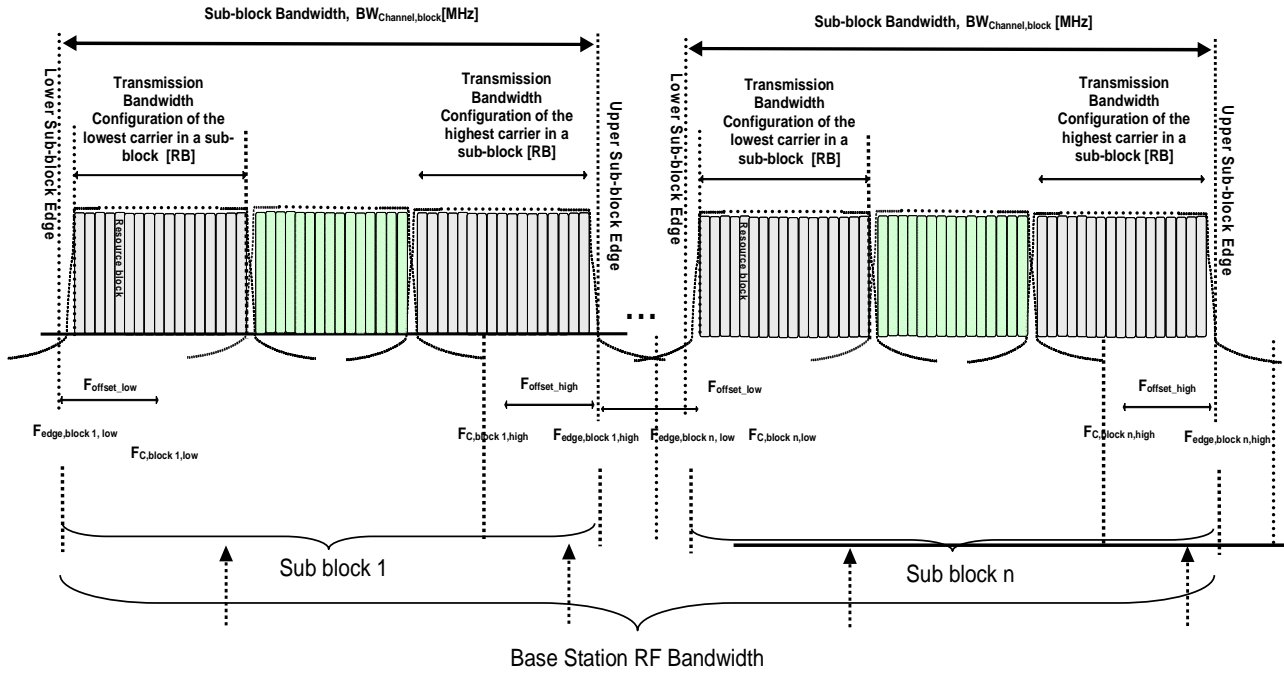 Sub-block Bandwidth, BWChannel,block[MHz]
Sub-block Bandwidth, BWChannel,block [MHz]
Lower Sub-block Edge
Transmission
Bandwidth
Configuration of the
lowest carrier in a sub-
block [RB]
Transmission
Bandwidth
Configuration of the
highest carrier in a
sub-block [RB]
Upper Sub-block Edge
Lower Sub-block Edge
Transmission
Bandwidth
Configuration of the
lowest carrier in a
sub-block [RB]
Transmission
Bandwidth
Configuration of the
highest carrier in a
sub-block [RB]
Upper Sub-block Edge
Resource block
Resource block
...
Foffset_low
Foffset_high
Foffset_low
Foffset_high
Fedge,block 1, low
FC,block 1,low
FC,block 1,high
Fedge,block 1,high
Fedge,block n, low
FC,block n,low
FC,block n,high
Fedge,block n,high
Sub block 1
Sub block n
Base Station RF Bandwidth